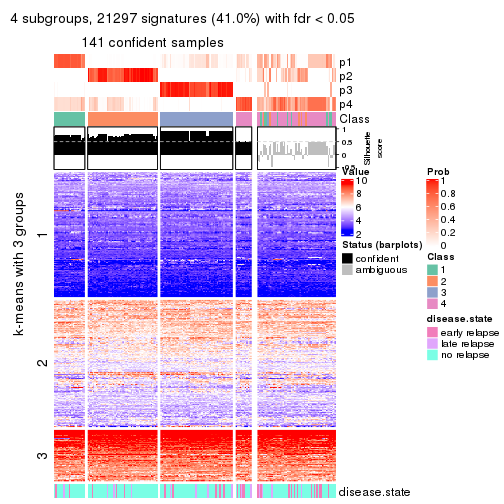 4 subgroups, 21297 signatures (41.0%) with fdr < 0.05
141 confident samples
p1
p2
p3
p4
Class
1
0.5
0
-0.5
Silhouette
score
k-means with 3 groups
1
2
3
disease.state
Value
10
8
6
4
2
Status (barplots)
confident
ambiguous
Prob
1
0.8
0.6
0.4
0.2
0
Class
1
2
3
4
disease.state
early relapse
late relapse
no relapse